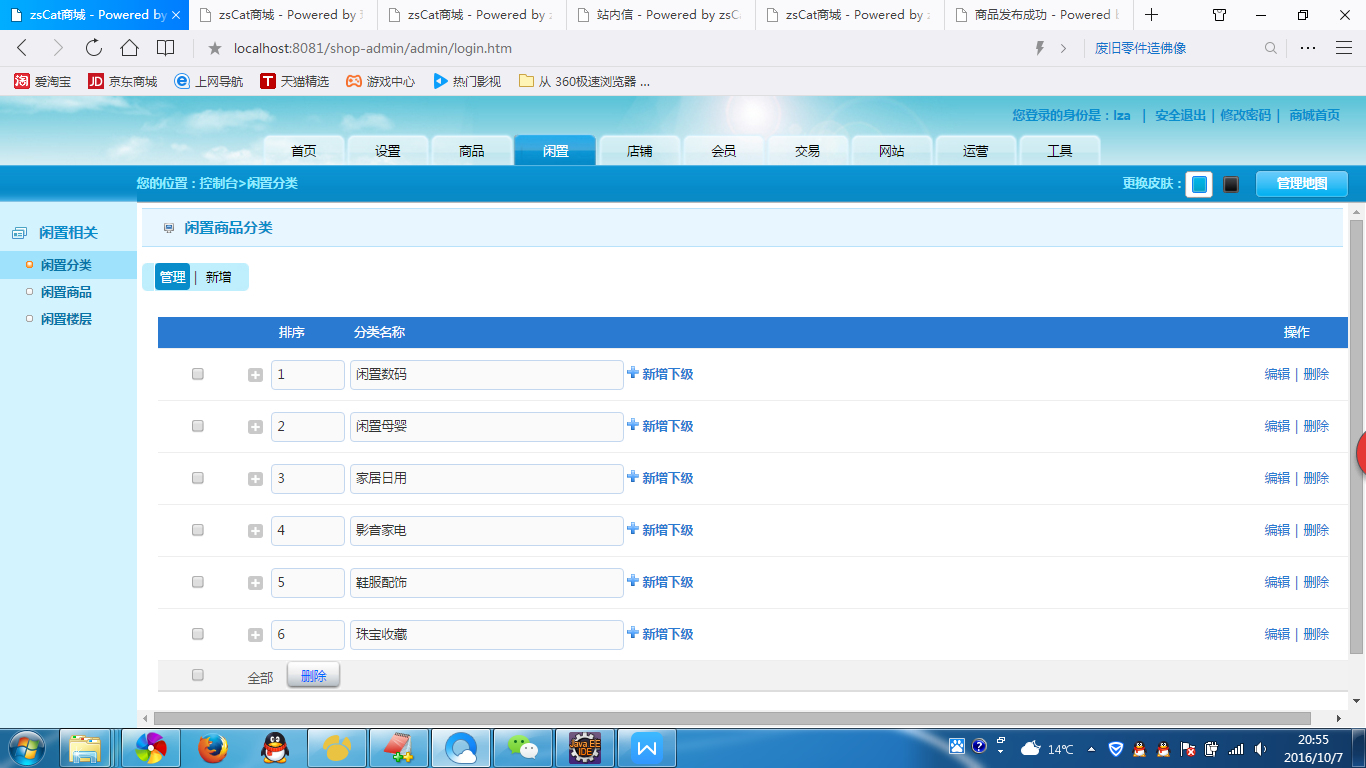 zsCat商城 - Powered by
zsCat商城 - Powered by
zsCat商城 - Powered by
站内信 - Powered by zsC
zsCat商城 - Powered by
商品发布成功 - Powered
localhost:8081/shop-admin/admin/login.htm
废旧零件造佛像
淘 爱淘宝
JD 京东商城
上网导航
T 天猫精选
游戏中心
热门影视
从 360极速浏览器 ...
您登录的身份是：lza | 安全退出 | 修改密码 | 商城首页
首页 设置 商品 闲置 店铺 会员 交易 网站 运营 工具
您的位置：控制台>闲置分类
更换皮肤：
管理地图
闲置相关
闲置分类
闲置商品
闲置楼层
闲置商品分类
管理 | 新增
排序 分类名称 操作
1 闲置数码 新增下级 编辑 | 删除
2 闲置母婴 新增下级 编辑 | 删除
3 家居日用 新增下级 编辑 | 删除
4 影音家电 新增下级 编辑 | 删除
5 鞋服配饰 新增下级 编辑 | 删除
6 珠宝收藏 新增下级 编辑 | 删除
全部 删除
Java EE
IDE
14℃
20:55
2016/10/7